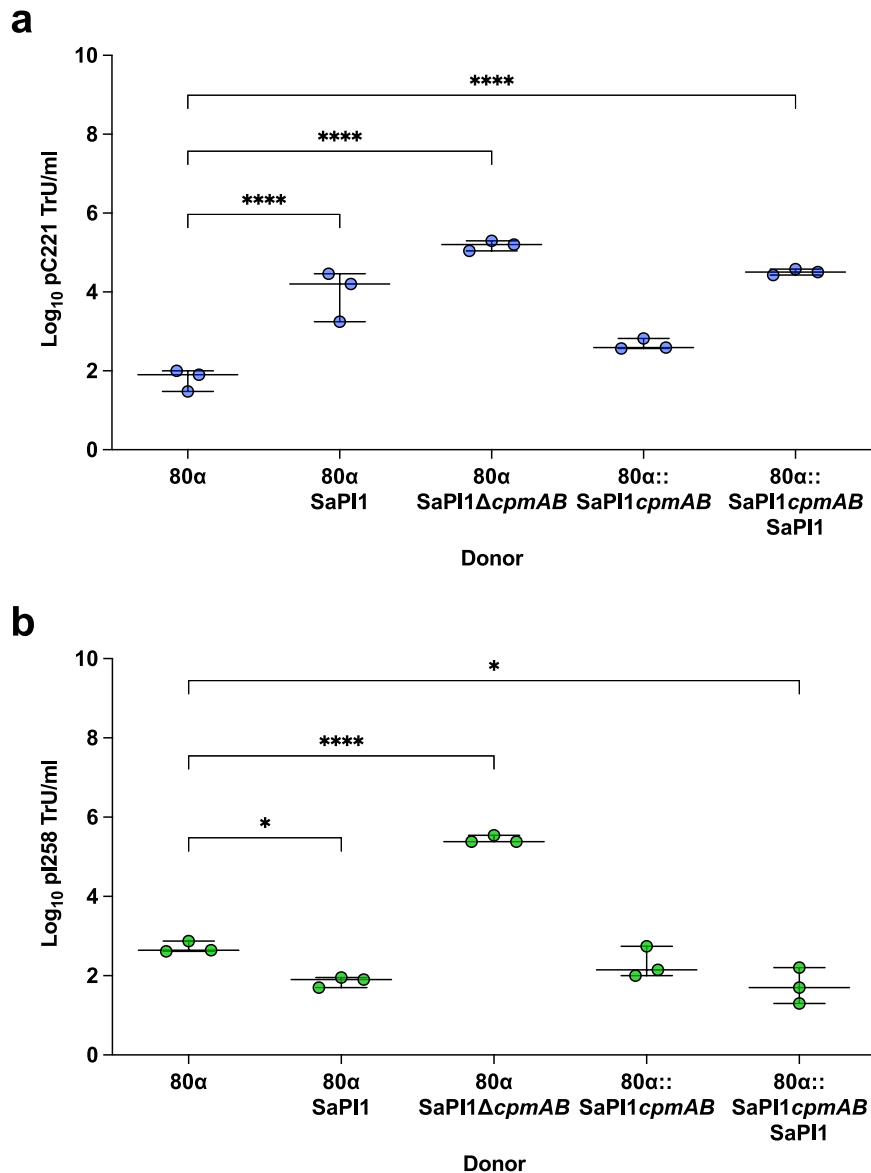 a
10
8
6
4
2
0
Log₁₀ pC221 TrU/ml
****
****
****
80α
80α
SaPI1
80α
SaPI1ΔcpmAB
80α::
SaPI1cpmAB
80α::
SaPI1cpmAB
SaPI1
Donor
b
10
8
6
4
2
0
Log₁₀ pI258 TrU/ml
*
****
*
80α
80α
SaPI1
80α
SaPI1ΔcpmAB
80α::
SaPI1cpmAB
80α::
SaPI1cpmAB
SaPI1
Donor